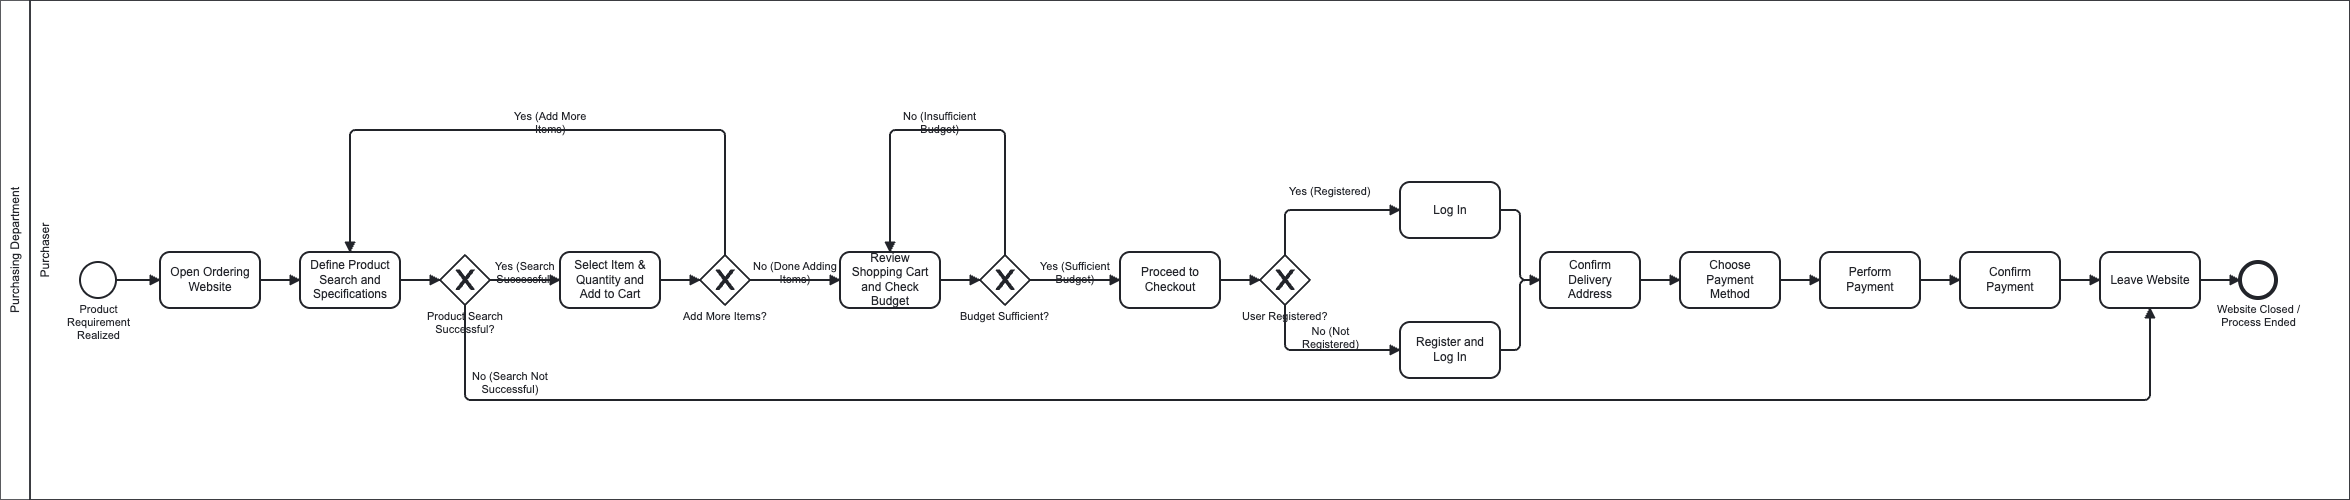 Purchasing Department
Purchaser
Product
Requirement
Realized
Open Ordering
Website
Define Product
Search and
Specifications
Yes (Add More
Items)
Product Search
Successful?
Yes (Search
Successful)
No (Search Not
Successful)
Select Item &
Quantity and
Add to Cart
Add More Items?
No (Done Adding
Items)
Review
Shopping Cart
and Check
Budget
No (Insufficient
Budget)
Budget Sufficient?
Yes (Sufficient
Budget)
Proceed to
Checkout
User Registered?
Yes (Registered)
No (Not
Registered)
Log In
Register and
Log In
Confirm
Delivery
Address
Choose
Payment
Method
Perform
Payment
Confirm
Payment
Leave Website
Website Closed /
Process Ended